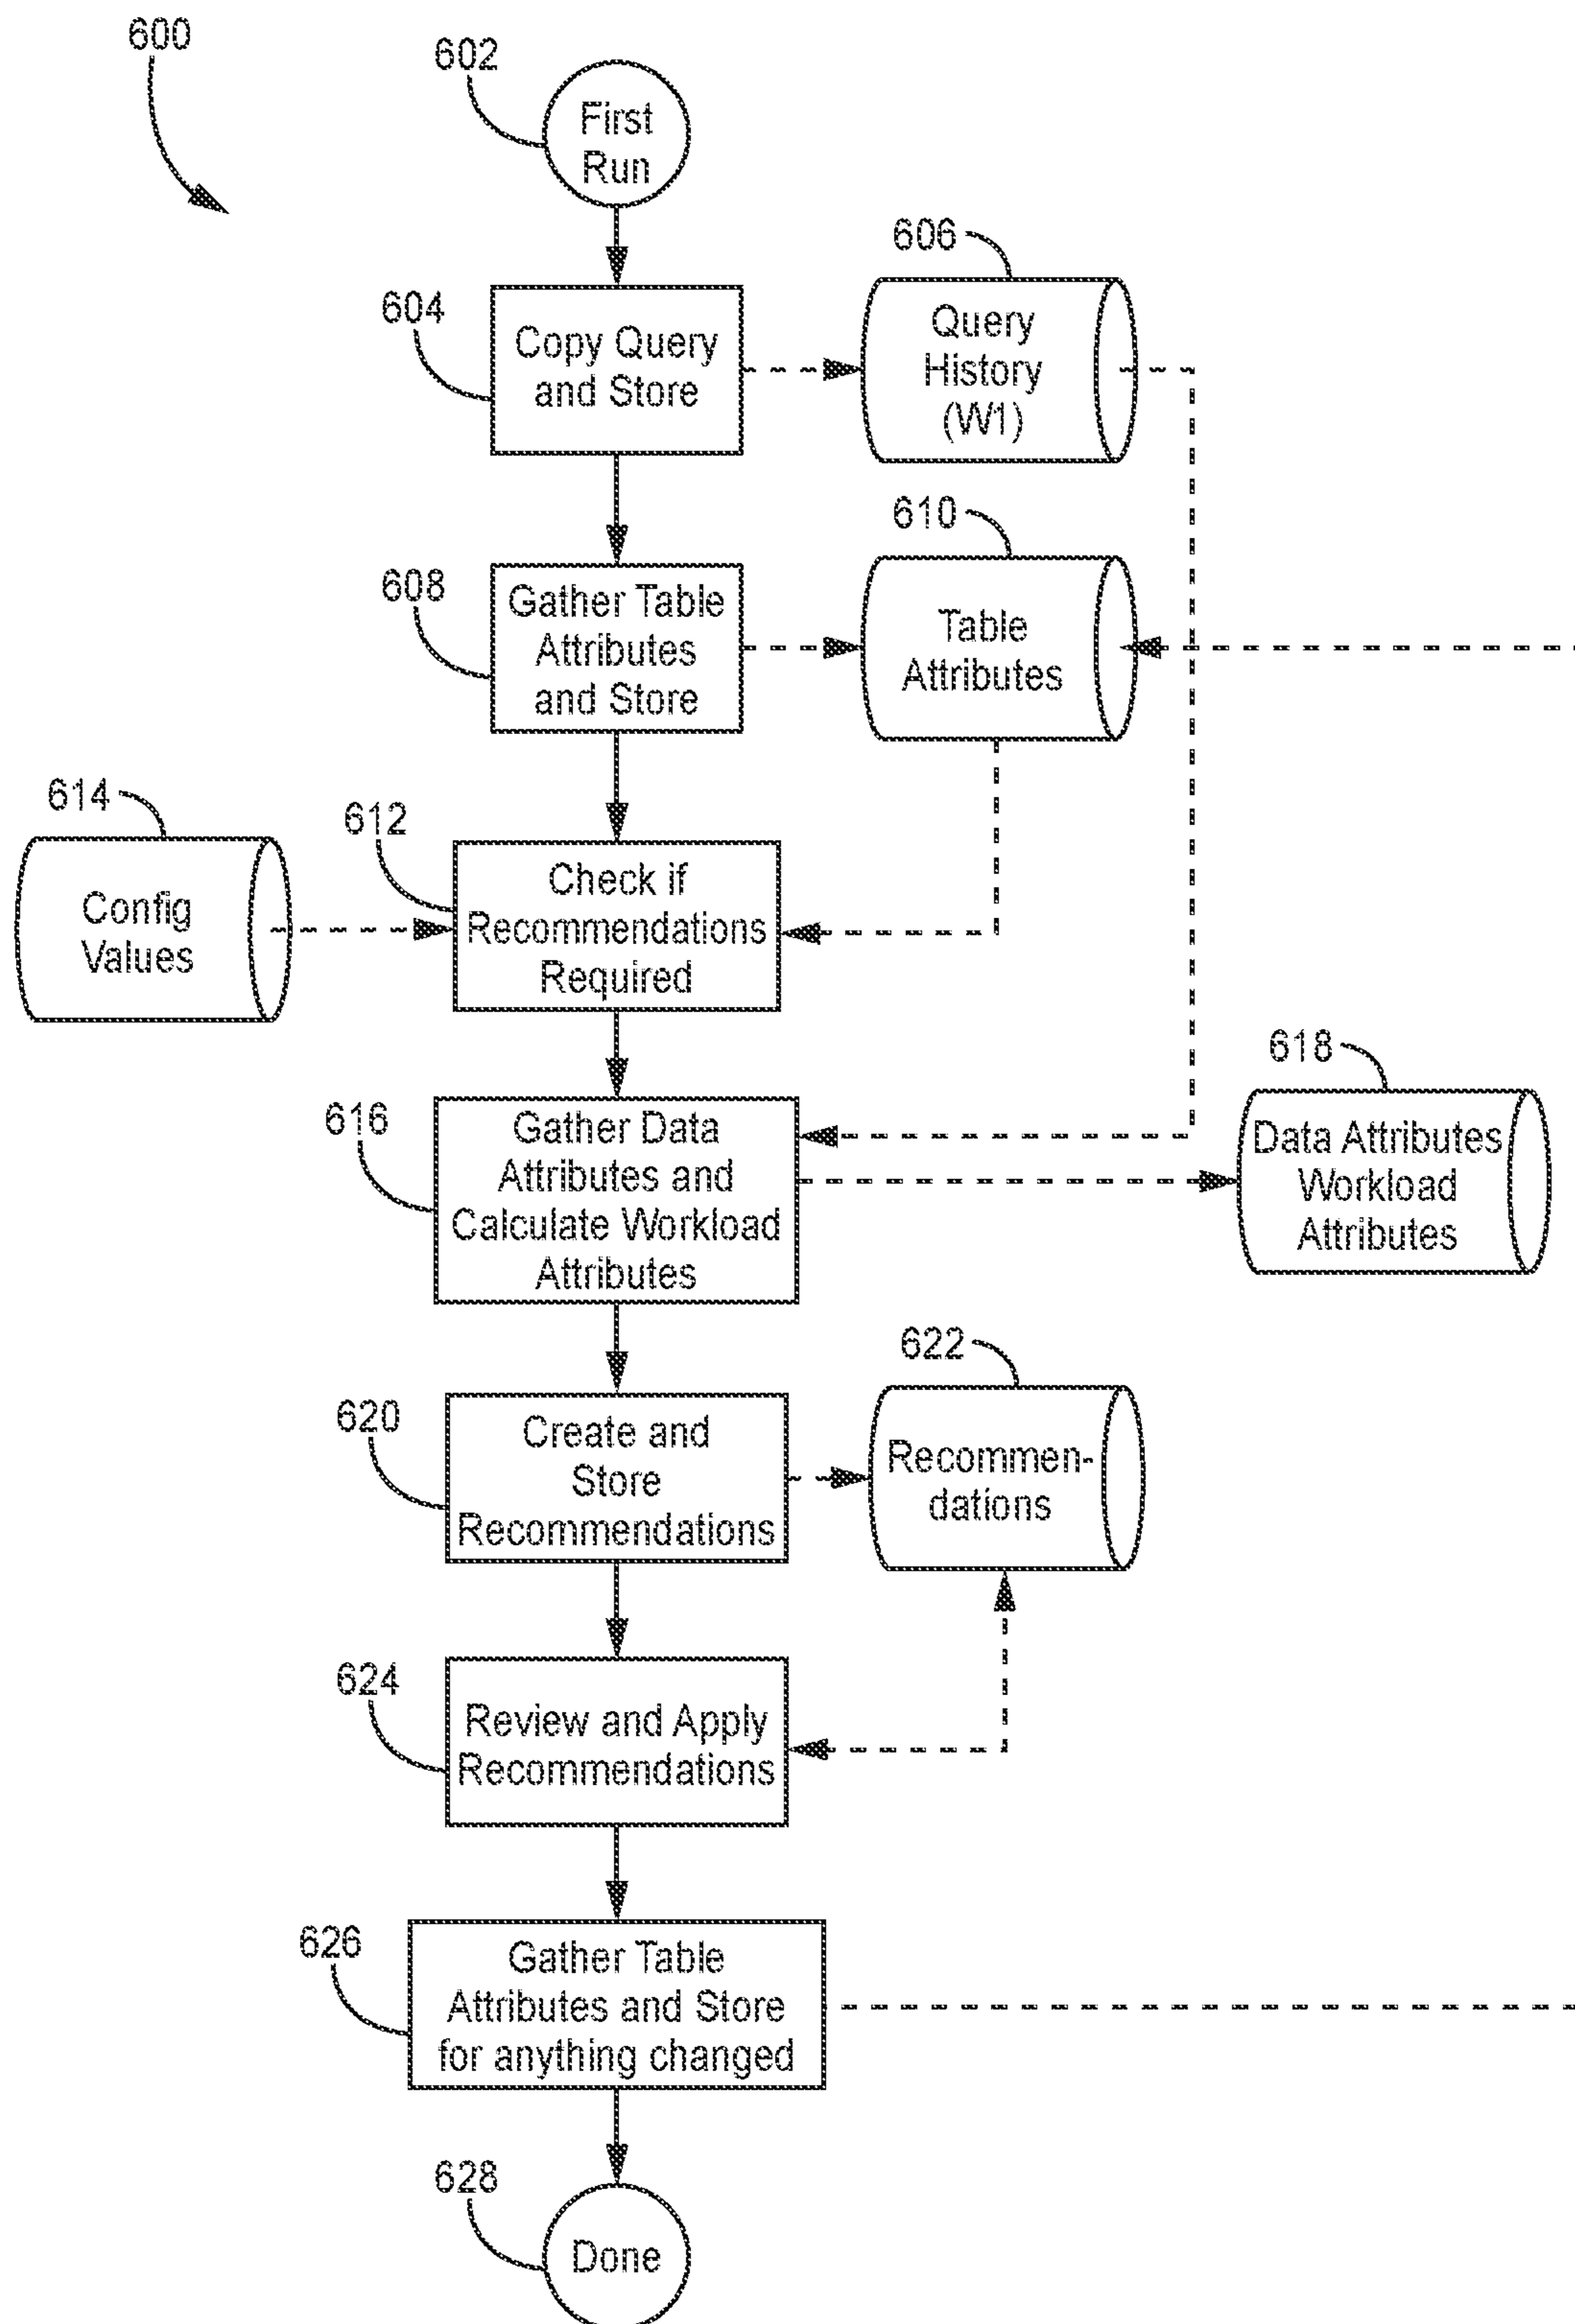 600
602
First
Run
606
604
Copy Query
and Store
Query
History
(W1)
610
608
Gather Table
Attributes
and Store
Table
Attributes
614
612
Config
Values
Check if
Recommendations
Required
618
616
Gather Data
Attributes and
Calculate Workload
Attributes
Data Attributes
Workload
Attributes
622
620
Create and
Store
Recommendations
Recommen-
dations
624
Review and Apply
Recommendations
626
Gather Table
Attributes and Store
for anything changed
628
Done